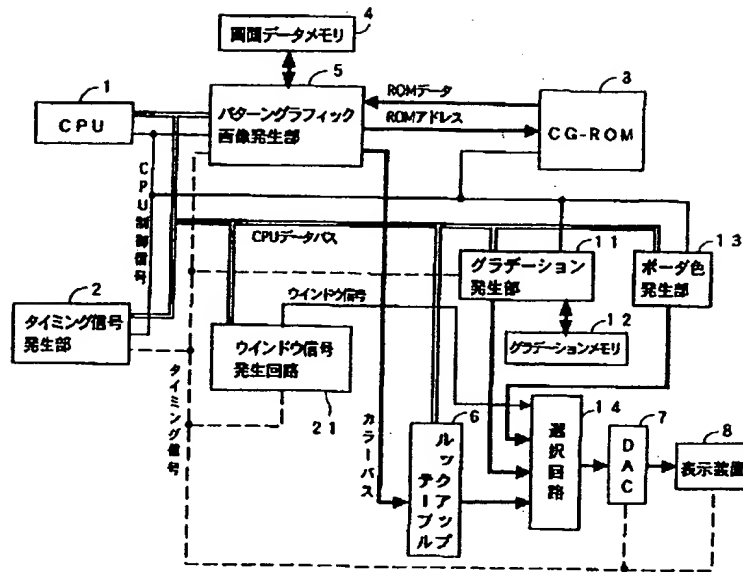 4
画面データメモリ
1
CPU
5
パターングラフィック
画像発生部
ROMデータ
ROMアドレス
3
CG-ROM
CPU制御信号
CPUデータバス
2
タイミング信号
発生部
タイミング信号
ウインドウ信号
ウインドウ信号
発生回路
21
11
グラデーション
発生部
12
グラデーションメモリ
13
ボーダ色
発生部
カラーバス
6
ルックアップ
テーブル
14
選択回路
7
DAC
8
表示装置